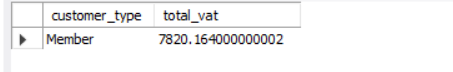 customer_type total_vat
Member 7820.164000000002